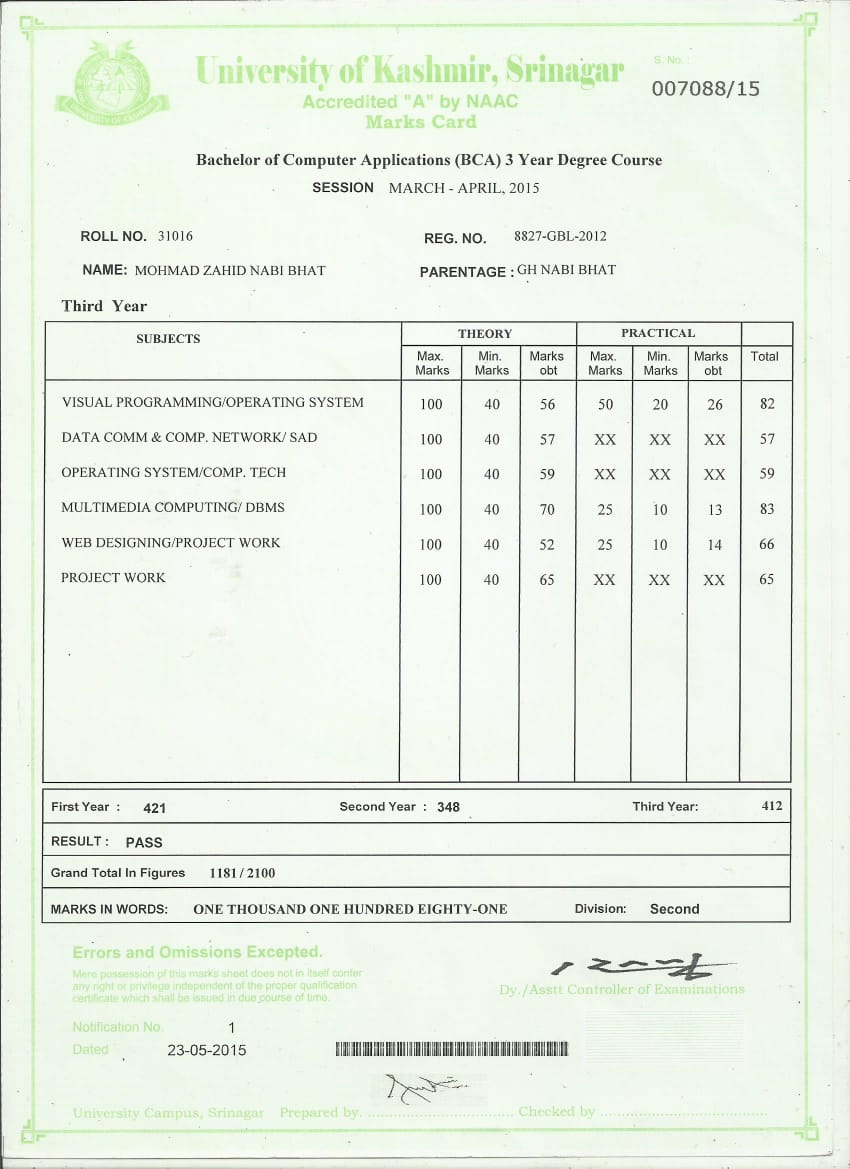 University of Kashmir, Srinagar
Accredited "A" by NAAC
Marks Card
S. No. :
007088/15
UNIVERSITY OF KASHMIR
Bachelor of Computer Applications (BCA) 3 Year Degree Course
SESSION MARCH - APRIL, 2015
ROLL NO. 31016 REG. NO. 8827-GBL-2012
NAME: MOHMAD ZAHID NABI BHAT PARENTAGE : GH NABI BHAT
Third Year
SUBJECTS THEORY PRACTICAL
Max. Marks Min. Marks Marks obt Max. Marks Min. Marks Marks obt Total
VISUAL PROGRAMMING/OPERATING SYSTEM 100 40 56 50 20 26 82
DATA COMM & COMP. NETWORK/ SAD 100 40 57 XX XX XX 57
OPERATING SYSTEM/COMP. TECH 100 40 59 XX XX XX 59
MULTIMEDIA COMPUTING/ DBMS 100 40 70 25 10 13 83
WEB DESIGNING/PROJECT WORK 100 40 52 25 10 14 66
PROJECT WORK 100 40 65 XX XX XX 65
First Year : 421 Second Year : 348 Third Year: 412
RESULT : PASS
Grand Total In Figures 1181 / 2100
MARKS IN WORDS: ONE THOUSAND ONE HUNDRED EIGHTY-ONE Division: Second
Errors and Omissions Excepted.
Mere possession of this marks sheet does not in itself confer
any right or privilege independent of the proper qualification
certificate which shall be issued in due course of time.
Dy./Asstt Controller of Examinations
Notification No. 1
Dated 23-05-2015
University Campus, Srinagar Prepared by. .......................... Checked by ..............................